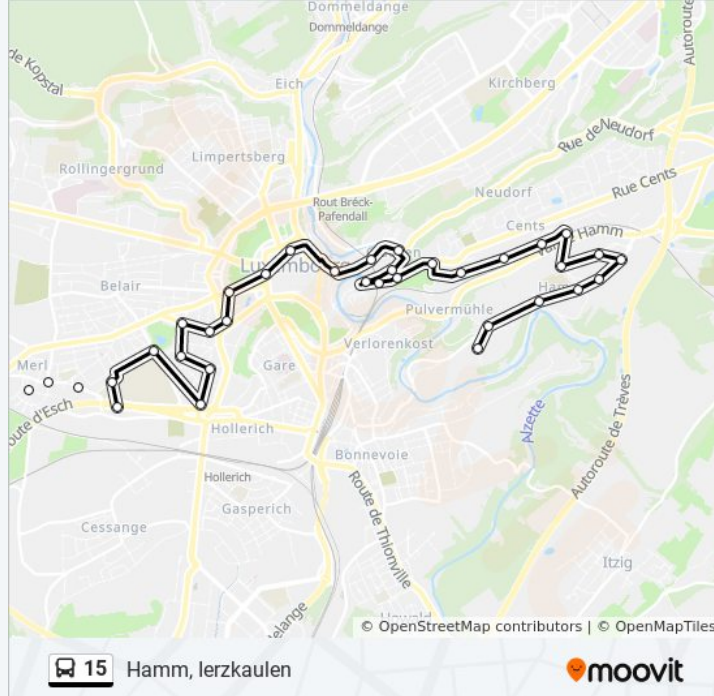 Dommeldange
Dommeldange
de Kopstal
Autoroute
Eich
Kirchberg
Rue de Neudorf
Limpertsberg
Rollingergrund
Neudorf
Rue Cents
Rout Bréck-
Pafendall
Cents
Hamm
Belair
Pulvermühle
Verlorenkost
Merl
Gare
Route d'Esch
Hollerich
Alzette
Autoroute de Trèves
Bonnevoie
Hollerich
Route de Thionville
Gasperich
Cessange
Itzig
© OpenStreetMap contributors | © OpenMapTiles
15 Hamm, Ierzkaulen
moovit